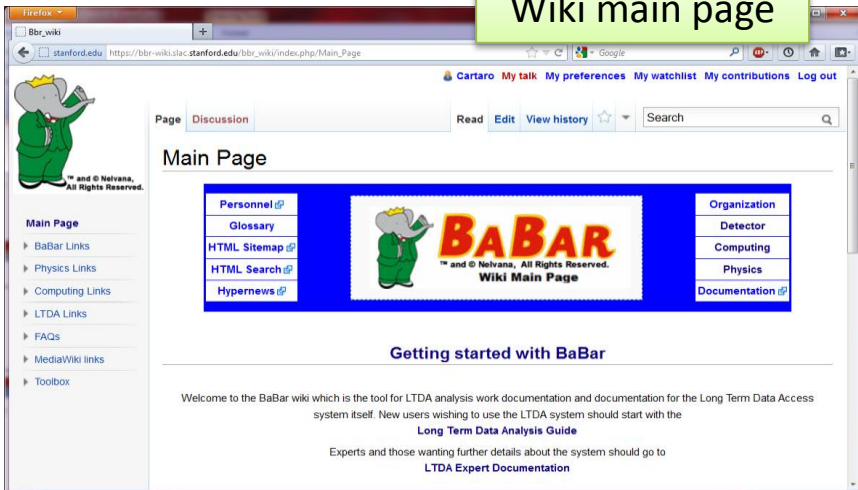 Wiki main page
Firefox
Bbr_wiki
stanford.edu https://bbr-wiki.slac.stanford.edu/bbr_wiki/index.php/Main_Page
Google
Cartaro My talk My preferences My watchlist My contributions Log out
Page Discussion Read Edit View history Search
™ and © Nelvana,
All Rights Reserved.
Main Page
Main Page
BaBar Links
Physics Links
Computing Links
LTDA Links
FAQs
MediaWiki links
Toolbox
Personnel
Glossary
HTML Sitemap
HTML Search
Hypernews
BABAR
™ and © Nelvana, All Rights Reserved.
Wiki Main Page
Organization
Detector
Computing
Physics
Documentation
Getting started with BaBar
Welcome to the BaBar wiki which is the tool for LTDA analysis work documentation and documentation for the Long Term Data Access
system itself. New users wishing to use the LTDA system should start with the
Long Term Data Analysis Guide
Experts and those wanting further details about the system should go to
LTDA Expert Documentation